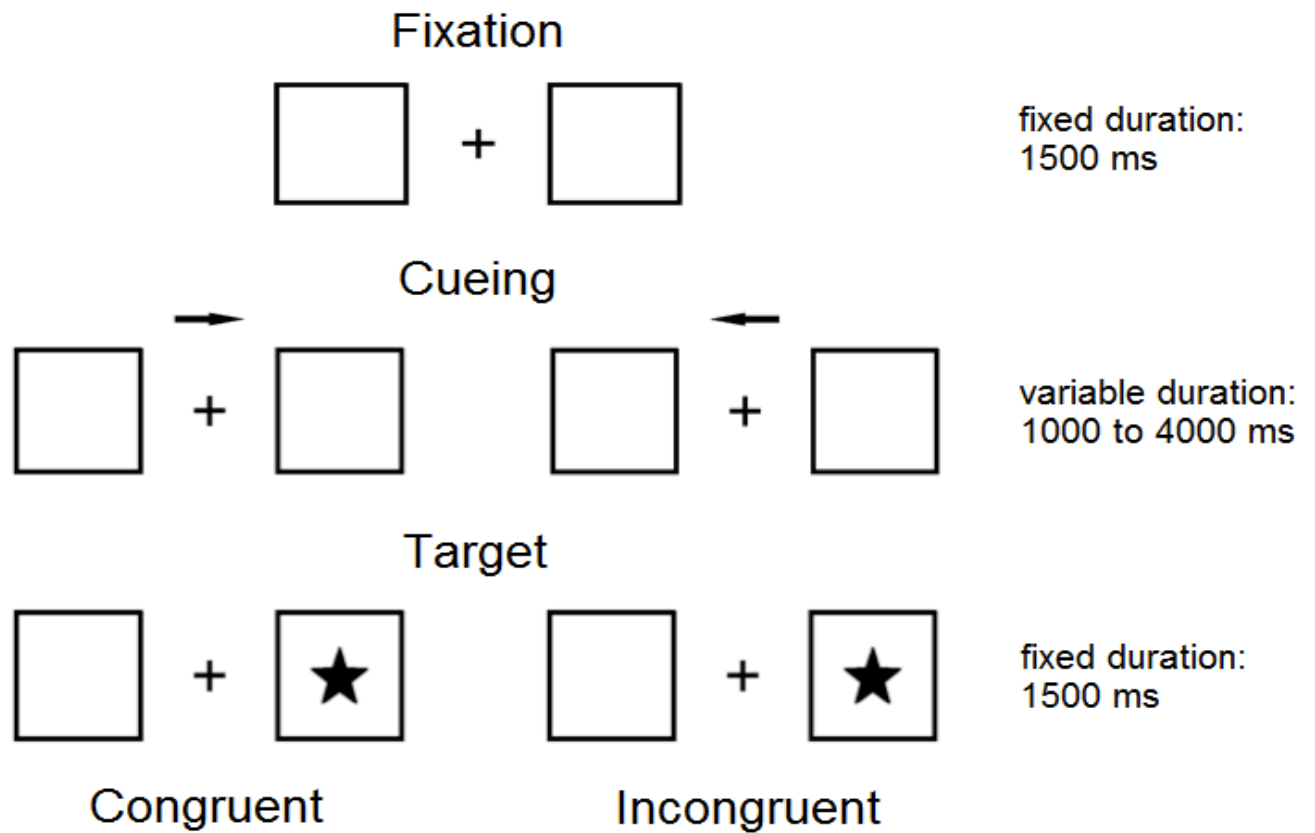 Fixation
fixed duration:
1500 ms
Cueing
variable duration:
1000 to 4000 ms
Target
fixed duration:
1500 ms
Congruent
Incongruent